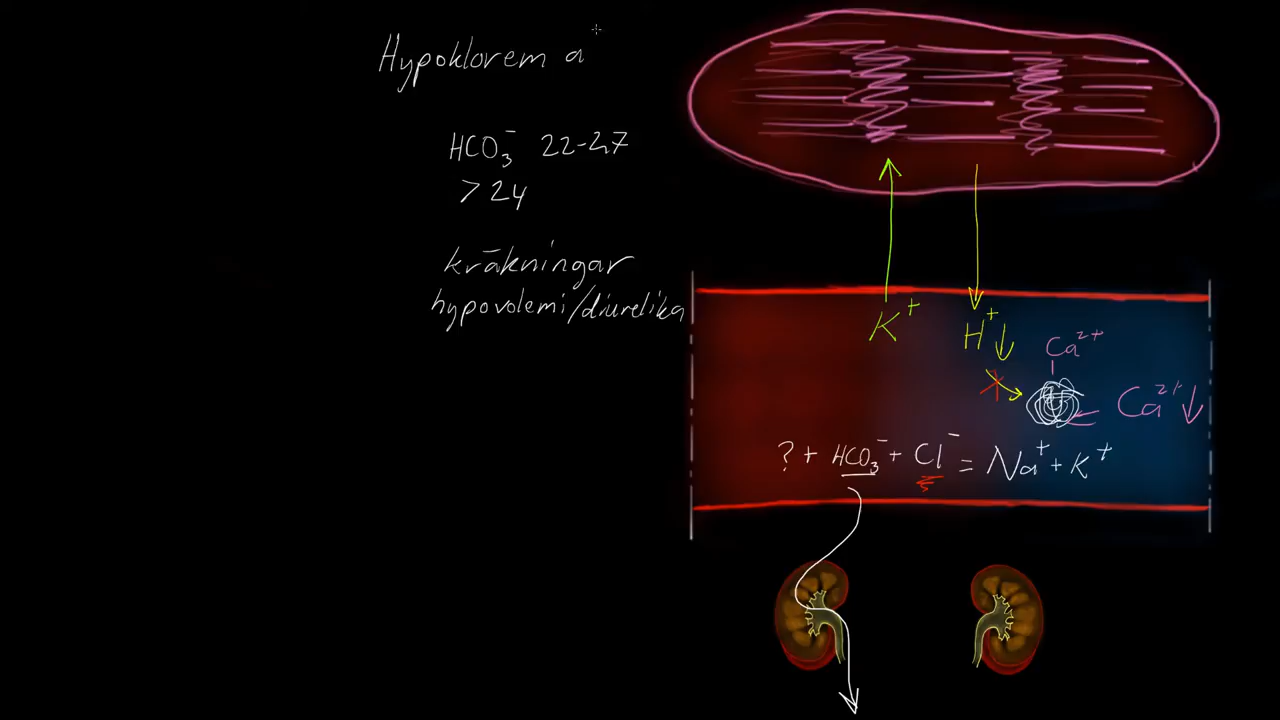 Hypoklorem a
HCO₃⁻ 22-27
> 24
kräkningar
hypovolemi/diuretika
K⁺
H⁺↓
Ca²⁺
Ca²⁺↓
? + HCO₃⁻ + Cl⁻ = Na⁺ + K⁺